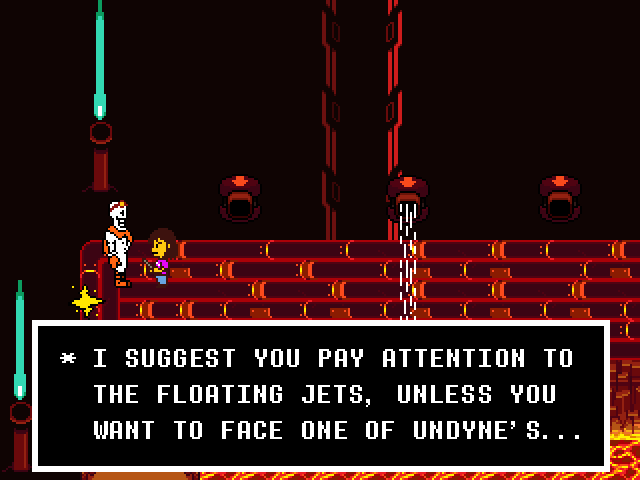 * I SUGGEST YOU PAY ATTENTION TO
THE FLOATING JETS, UNLESS YOU
WANT TO FACE ONE OF UNDYNE'S...